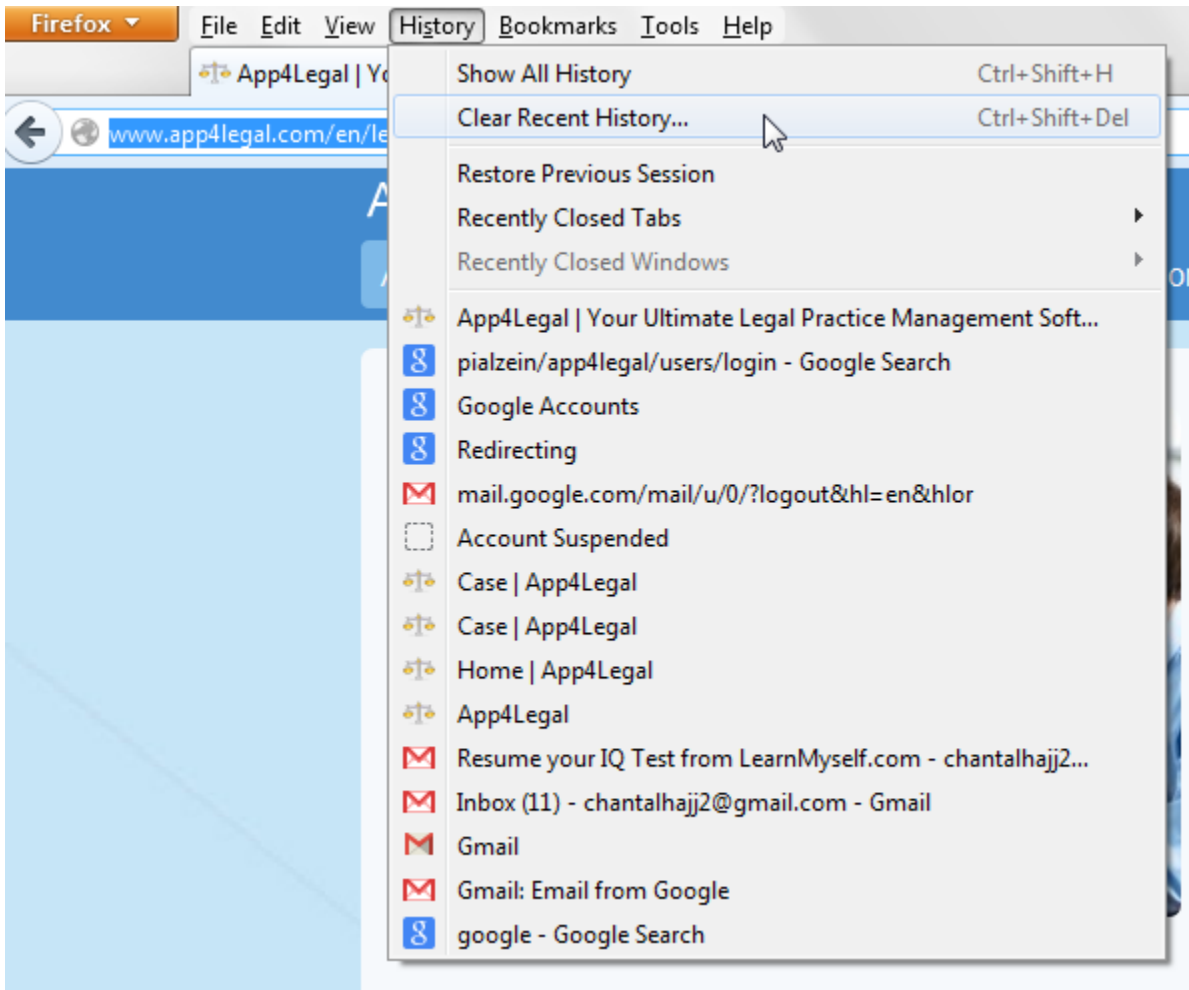 Firefox
File Edit View History Bookmarks Tools Help
App4Legal | Yo
www.app4legal.com/en/le
Show All History Ctrl+Shift+H
Clear Recent History... Ctrl+Shift+Del
Restore Previous Session
Recently Closed Tabs
Recently Closed Windows
App4Legal | Your Ultimate Legal Practice Management Soft...
pialzein/app4legal/users/login - Google Search
Google Accounts
Redirecting
mail.google.com/mail/u/0/?logout&hl=en&hlor
Account Suspended
Case | App4Legal
Case | App4Legal
Home | App4Legal
App4Legal
Resume your IQ Test from LearnMyself.com - chantalhajj2...
Inbox (11) - chantalhajj2@gmail.com - Gmail
Gmail
Gmail: Email from Google
google - Google Search